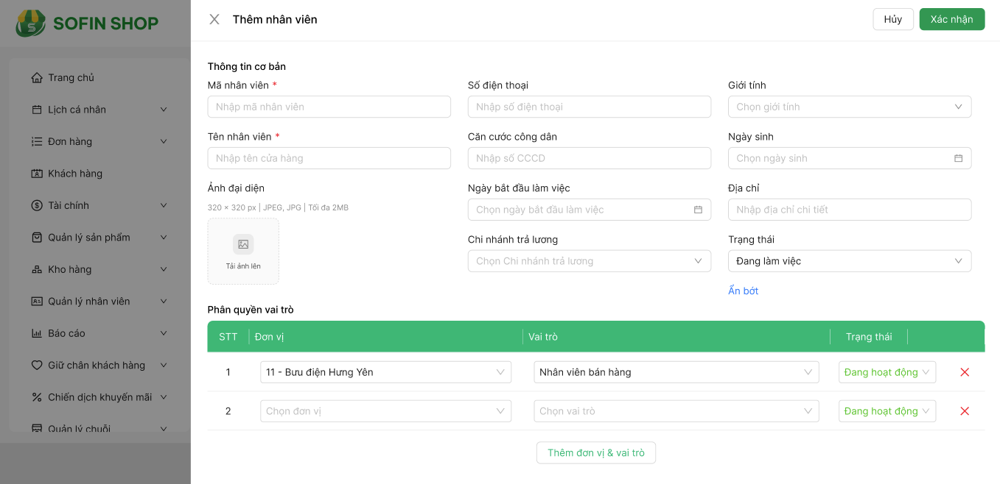 SOFIN SHOP
Trang chủ
Lịch cá nhân
Đơn hàng
Khách hàng
Tài chính
Quản lý sản phẩm
Kho hàng
Quản lý nhân viên
Báo cáo
Giữ chân khách hàng
Chiến dịch khuyến mãi
Quản lý chuỗi
Thêm nhân viên
Hủy
Xác nhận
Thông tin cơ bản
Mã nhân viên *
Nhập mã nhân viên
Số điện thoại
Nhập số điện thoại
Giới tính
Chọn giới tính
Tên nhân viên *
Nhập tên cửa hàng
Căn cước công dân
Nhập số CCCD
Ngày sinh
Chọn ngày sinh
Ảnh đại diện
320 x 320 px | JPEG, JPG | Tối đa 2MB
Tải ảnh lên
Ngày bắt đầu làm việc
Chọn ngày bắt đầu làm việc
Địa chỉ
Nhập địa chỉ chi tiết
Chi nhánh trả lương
Chọn Chi nhánh trả lương
Trạng thái
Đang làm việc
Ẩn bớt
Phân quyền vai trò
STT Đơn vị Vai trò Trạng thái
1 11 - Bưu điện Hưng Yên Nhân viên bán hàng Đang hoạt động
2 Chọn đơn vị Chọn vai trò Đang hoạt động
Thêm đơn vị & vai trò